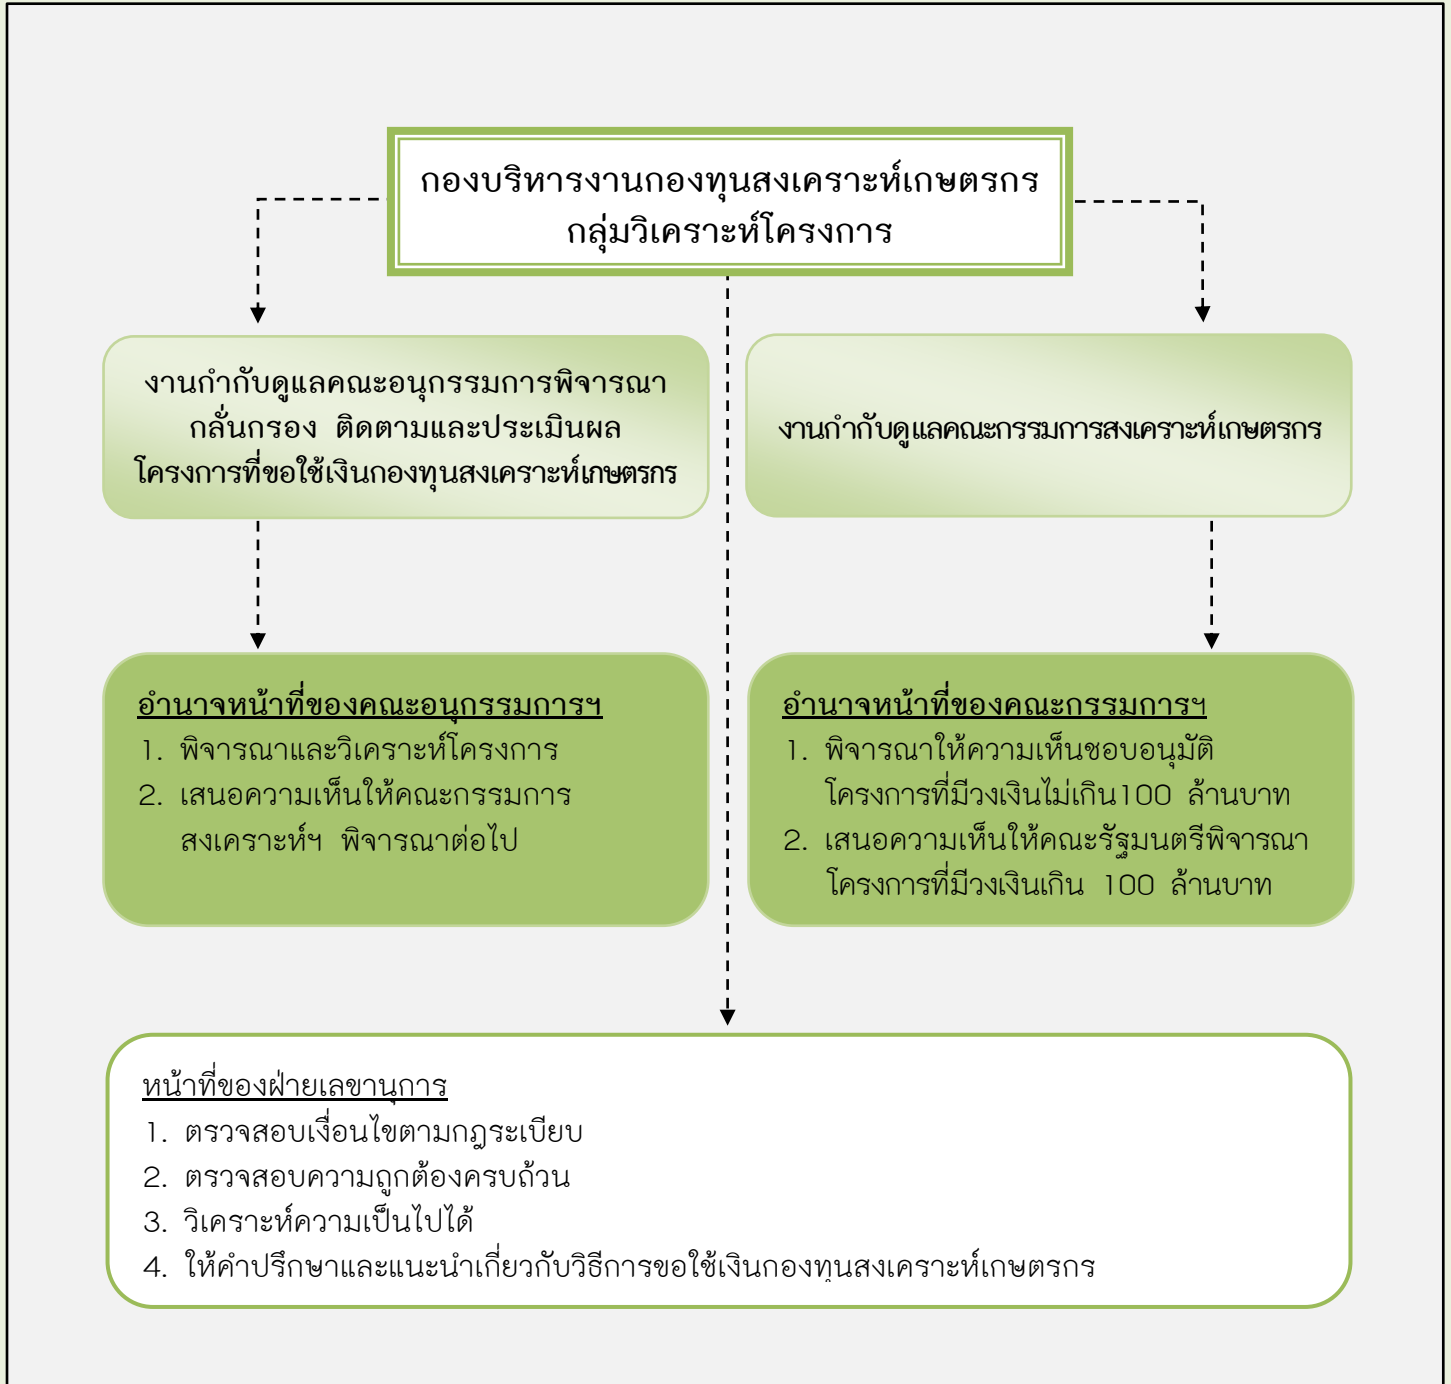 กองบริหารงานกองทุนสงเคราะห์เกษตรกร
กลุ่มวิเคราะห์โครงการ
งานกำกับดูแลคณะอนุกรรมการพิจารณา
กลั่นกรอง ติดตามและประเมินผล
โครงการที่ขอใช้เงินกองทุนสงเคราะห์เกษตรกร
งานกำกับดูแลคณะกรรมการสงเคราะห์เกษตรกร
อำนาจหน้าที่ของคณะอนุกรรมการฯ
1. พิจารณาและวิเคราะห์โครงการ
2. เสนอความเห็นให้คณะกรรมการ
สงเคราะห์ฯ พิจารณาต่อไป
อำนาจหน้าที่ของคณะกรรมการฯ
1. พิจารณาให้ความเห็นชอบอนุมัติ
โครงการที่มีวงเงินไม่เกิน100 ล้านบาท
2. เสนอความเห็นให้คณะรัฐมนตรีพิจารณา
โครงการที่มีวงเงินเกิน 100 ล้านบาท
หน้าที่ของฝ่ายเลขานุการ
1. ตรวจสอบเงื่อนไขตามกฎระเบียบ
2. ตรวจสอบความถูกต้องครบถ้วน
3. วิเคราะห์ความเป็นไปได้
4. ให้คำปรึกษาและแนะนำเกี่ยวกับวิธีการขอใช้เงินกองทุนสงเคราะห์เกษตรกร